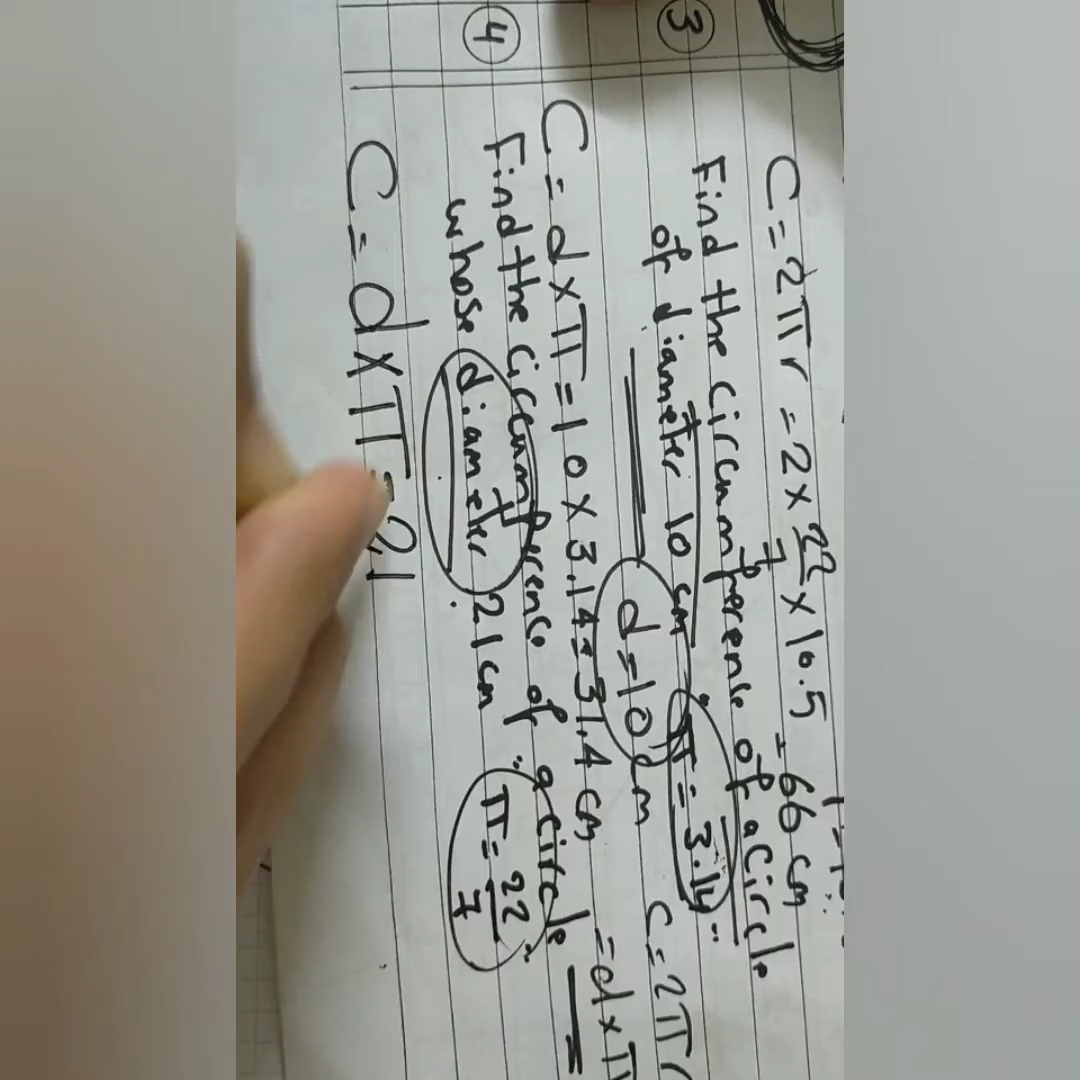 C = 2πr = 2 × 22/7 × 10.5 = 66 cm
③ Find the circumference of a circle
of diameter 10 cm "π = 3.14"
d = 10 cm C = 2πr
C = d × π = 10 × 3.14 = 31.4 cm = d × π
④ Find the circumference of a circle
whose diameter 21 cm "π = 22/7"
C = d × π = 21